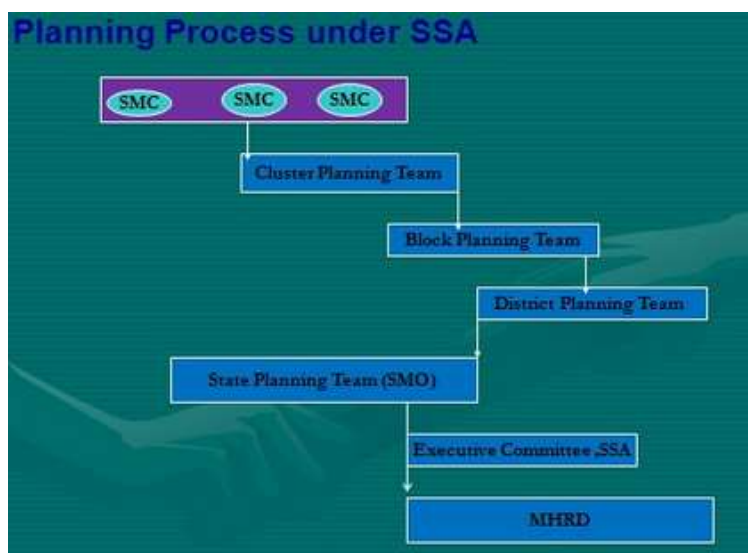 Planning Process under SSA
SMC SMC SMC
Cluster Planning Team
Block Planning Team
District Planning Team
State Planning Team (SMO)
Executive Committee ,SSA
MHRD